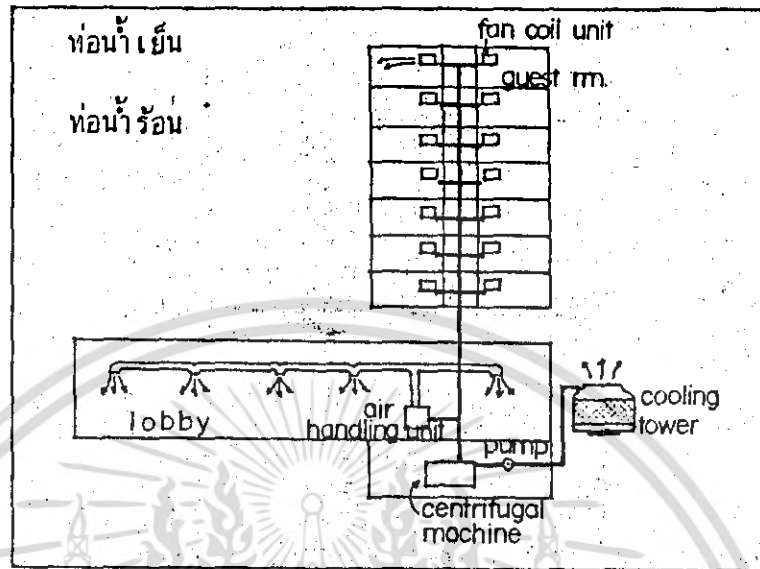 ท่อน้ำเย็น
ท่อน้ำร้อน
fan coil unit
guest rm.
lobby
air
handling unit
pump
cooling
tower
centrifugal
machine